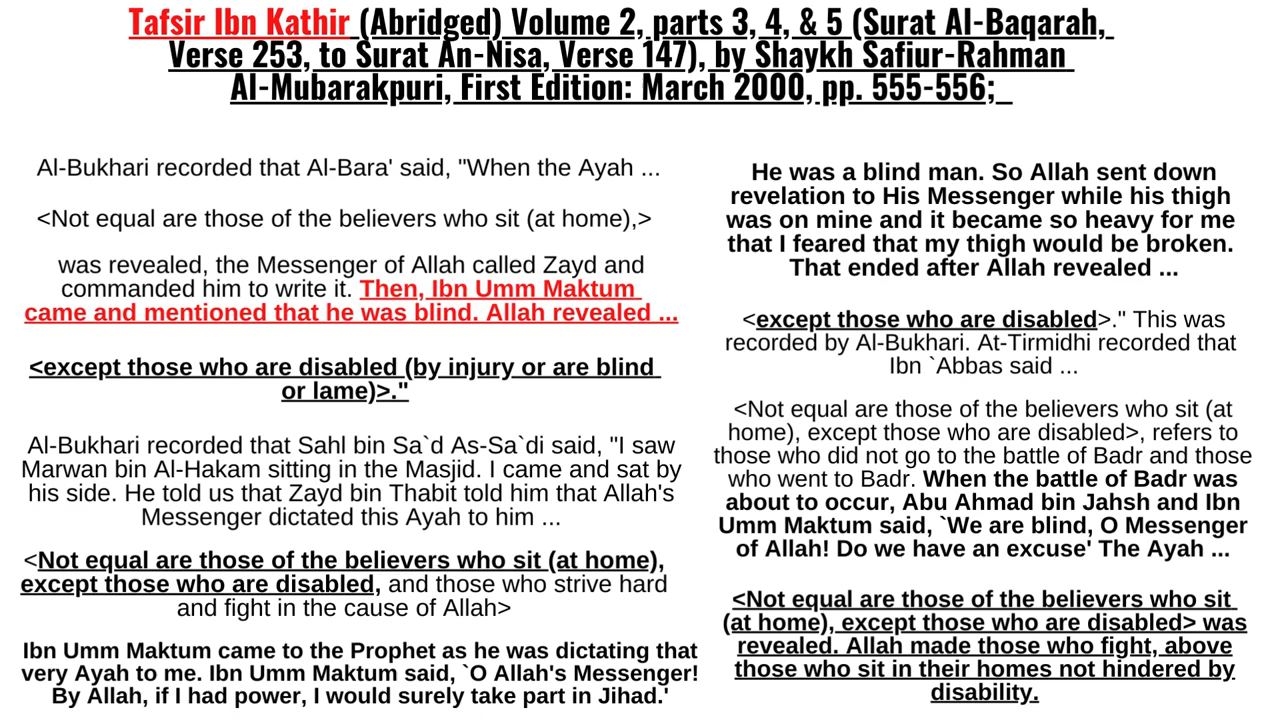 Tafsir Ibn Kathir (Abridged) Volume 2, parts 3, 4, & 5 (Surat Al-Baqarah,
Verse 253, to Surat An-Nisa, Verse 147), by Shaykh Safiur-Rahman
Al-Mubarakpuri, First Edition: March 2000, pp. 555-556;
Al-Bukhari recorded that Al-Bara' said, "When the Ayah ...
<Not equal are those of the believers who sit (at home),>
was revealed, the Messenger of Allah called Zayd and
commanded him to write it. Then, Ibn Umm Maktum
came and mentioned that he was blind. Allah revealed ...
<except those who are disabled (by injury or are blind
or lame)>."
Al-Bukhari recorded that Sahl bin Sa`d As-Sa`di said, "I saw
Marwan bin Al-Hakam sitting in the Masjid. I came and sat by
his side. He told us that Zayd bin Thabit told him that Allah's
Messenger dictated this Ayah to him ...
<Not equal are those of the believers who sit (at home),
except those who are disabled, and those who strive hard
and fight in the cause of Allah>
Ibn Umm Maktum came to the Prophet as he was dictating that
very Ayah to me. Ibn Umm Maktum said, `O Allah's Messenger!
By Allah, if I had power, I would surely take part in Jihad.'
He was a blind man. So Allah sent down
revelation to His Messenger while his thigh
was on mine and it became so heavy for me
that I feared that my thigh would be broken.
That ended after Allah revealed ...
<except those who are disabled>." This was
recorded by Al-Bukhari. At-Tirmidhi recorded that
Ibn `Abbas said ...
<Not equal are those of the believers who sit (at
home), except those who are disabled>, refers to
those who did not go to the battle of Badr and those
who went to Badr. When the battle of Badr was
about to occur, Abu Ahmad bin Jahsh and Ibn
Umm Maktum said, `We are blind, O Messenger
of Allah! Do we have an excuse' The Ayah ...
<Not equal are those of the believers who sit
(at home), except those who are disabled> was
revealed. Allah made those who fight, above
those who sit in their homes not hindered by
disability.